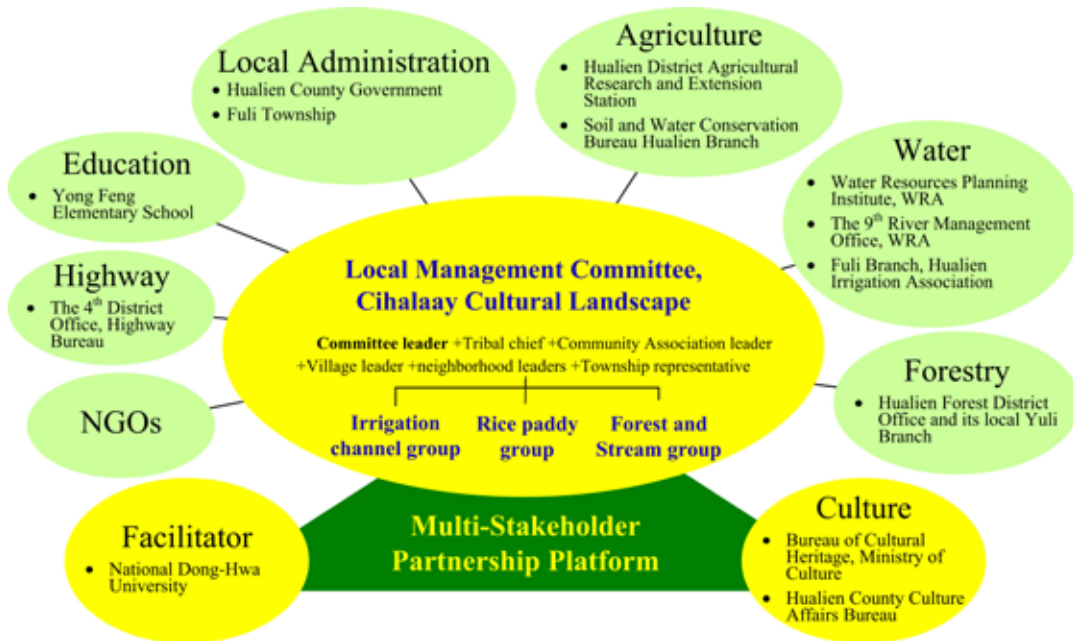 Local Administration
• Hualien County Government
• Fuli Township
Agriculture
• Hualien District Agricultural
Research and Extension
Station
• Soil and Water Conservation
Bureau Hualien Branch
Education
• Yong Feng
Elementary School
Water
• Water Resources Planning
Institute, WRA
• The 9th River Management
Office, WRA
• Fuli Branch, Hualien
Irrigation Association
Highway
• The 4th District
Office, Highway
Bureau
Local Management Committee,
Cihalaay Cultural Landscape
Committee leader +Tribal chief +Community Association leader
+Village leader +neighborhood leaders +Township representative
Irrigation
channel group
Rice paddy
group
Forest and
Stream group
Forestry
• Hualien Forest District
Office and its local Yuli
Branch
NGOs
Facilitator
• National Dong-Hwa
University
Multi-Stakeholder
Partnership Platform
Culture
• Bureau of Cultural
Heritage, Ministry of
Culture
• Hualien County Culture
Affairs Bureau